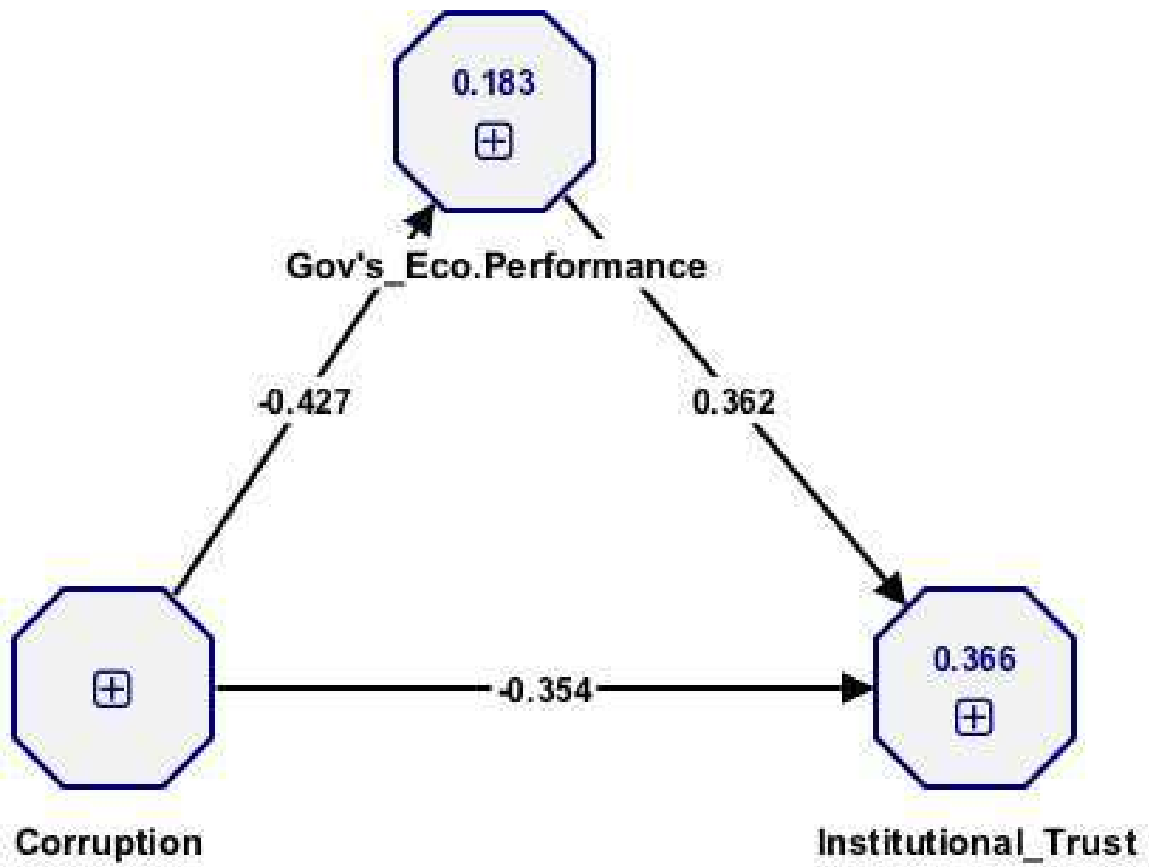 0.183
Gov's_Eco.Performance
-0.427
0.362
0.366
-0.354
Corruption
Institutional_Trust